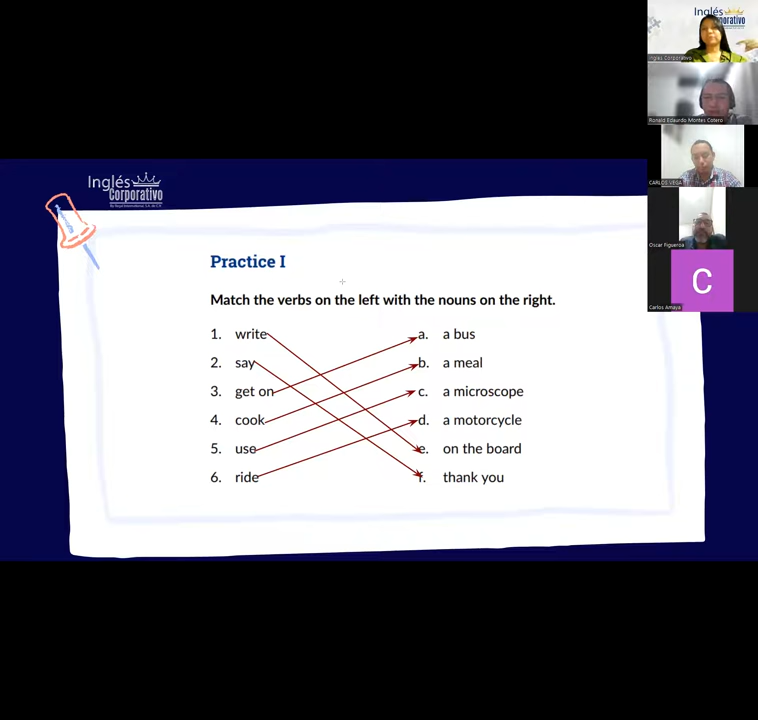 Inglés
Corporativo
Inglés Corporativo
Ronald Eduardo Montes Cotero
CARLOS VEGA
Oscar Figueroa
C
Carlos Amaya
Inglés
Corporativo
Practice I
Match the verbs on the left with the nouns on the right.
1. write a. a bus
2. say b. a meal
3. get on c. a microscope
4. cook d. a motorcycle
5. use e. on the board
6. ride f. thank you